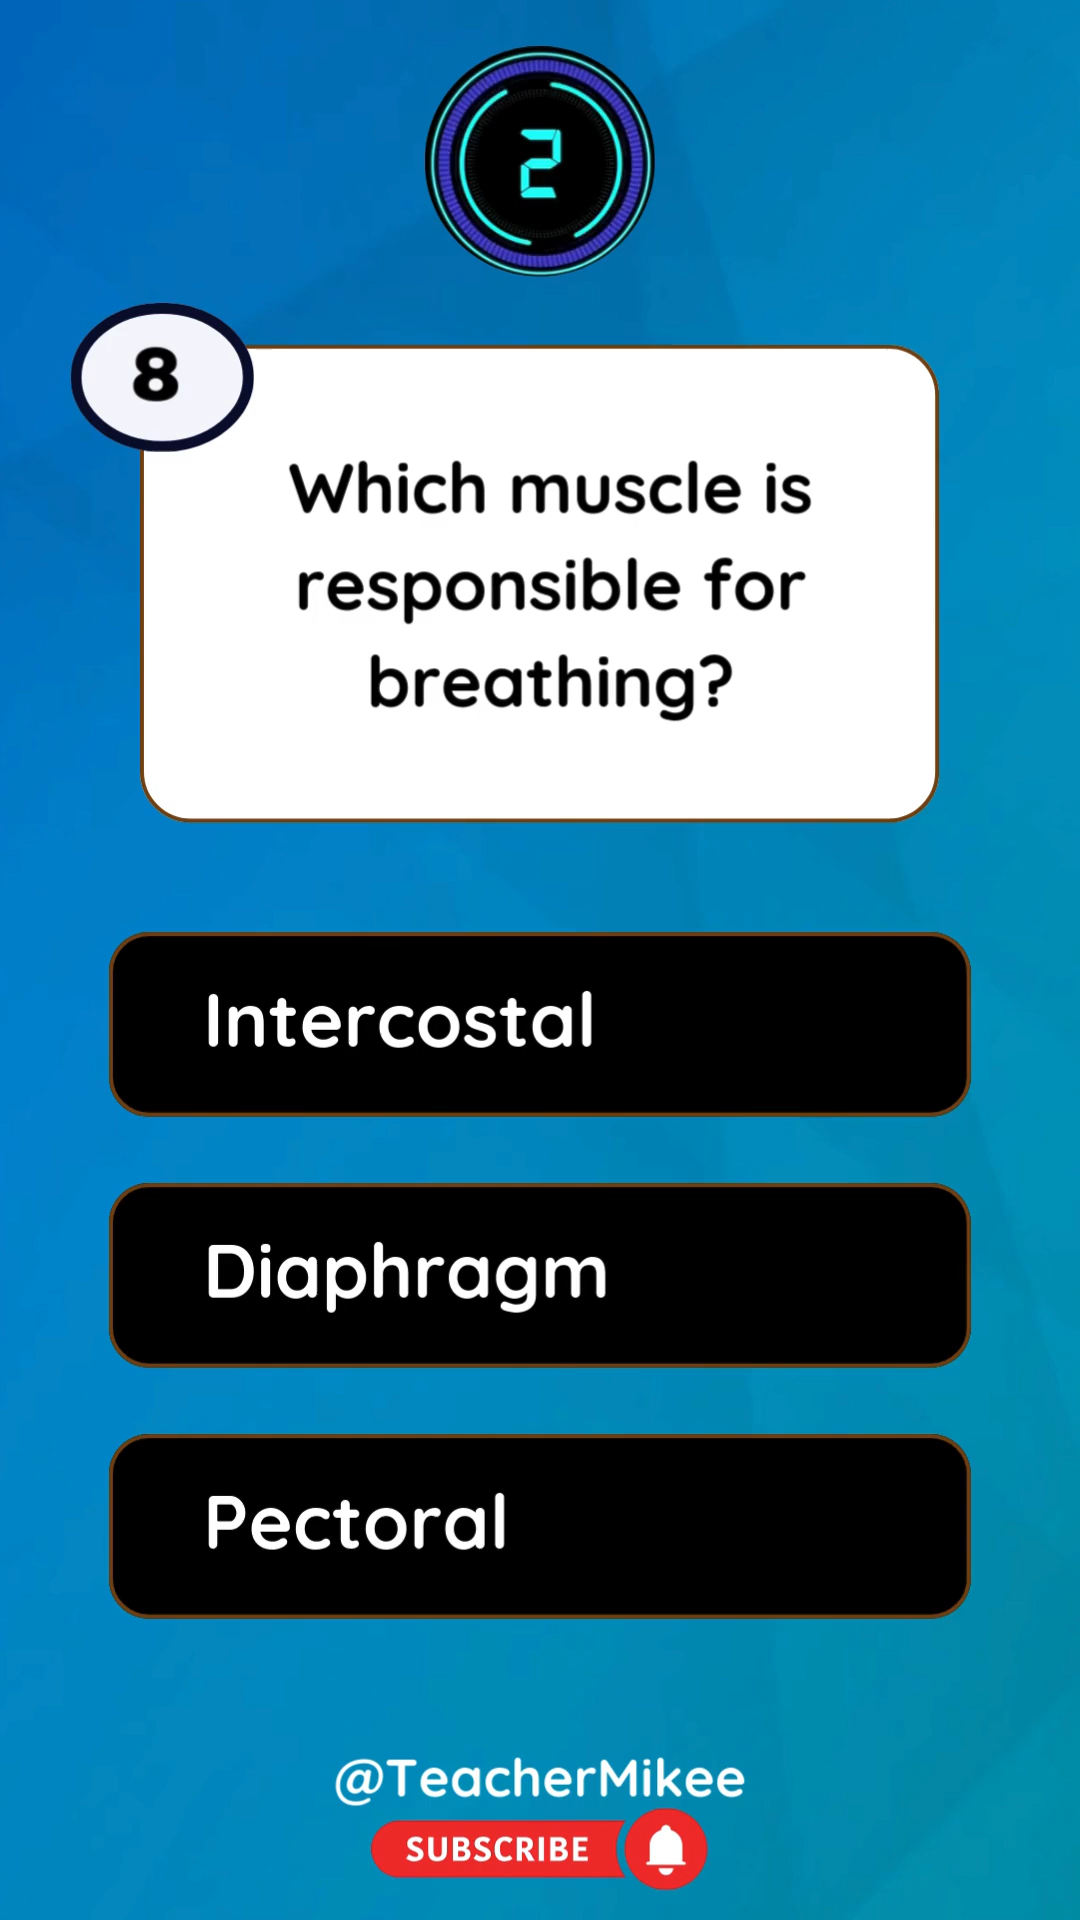 2
8
Which muscle is
responsible for
breathing?
Intercostal
Diaphragm
Pectoral
@TeacherMikee
SUBSCRIBE